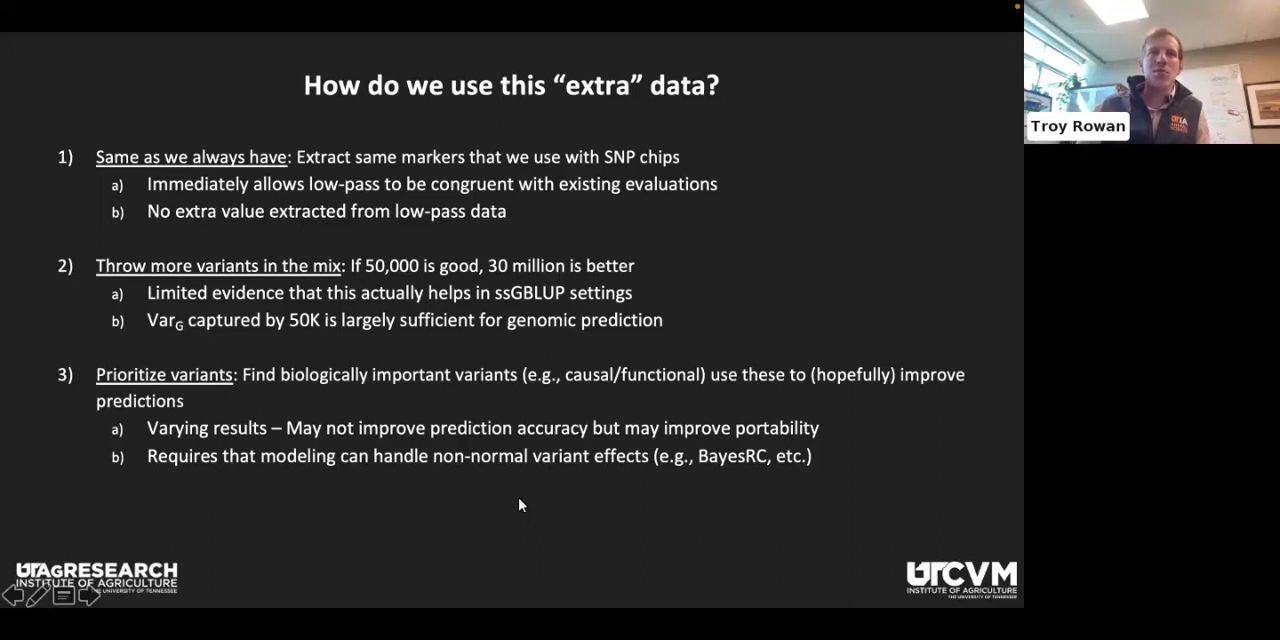 How do we use this “extra” data?
Troy Rowan
1) Same as we always have: Extract same markers that we use with SNP chips
a) Immediately allows low-pass to be congruent with existing evaluations
b) No extra value extracted from low-pass data
2) Throw more variants in the mix: If 50,000 is good, 30 million is better
a) Limited evidence that this actually helps in ssGBLUP settings
b) VarG captured by 50K is largely sufficient for genomic prediction
3) Prioritize variants: Find biologically important variants (e.g., causal/functional) use these to (hopefully) improve
predictions
a) Varying results – May not improve prediction accuracy but may improve portability
b) Requires that modeling can handle non-normal variant effects (e.g., BayesRC, etc.)
UTAGRESEARCH
INSTITUTE OF AGRICULTURE
THE UNIVERSITY OF TENNESSEE
UTCVM
INSTITUTE OF AGRICULTURE
THE UNIVERSITY OF TENNESSEE